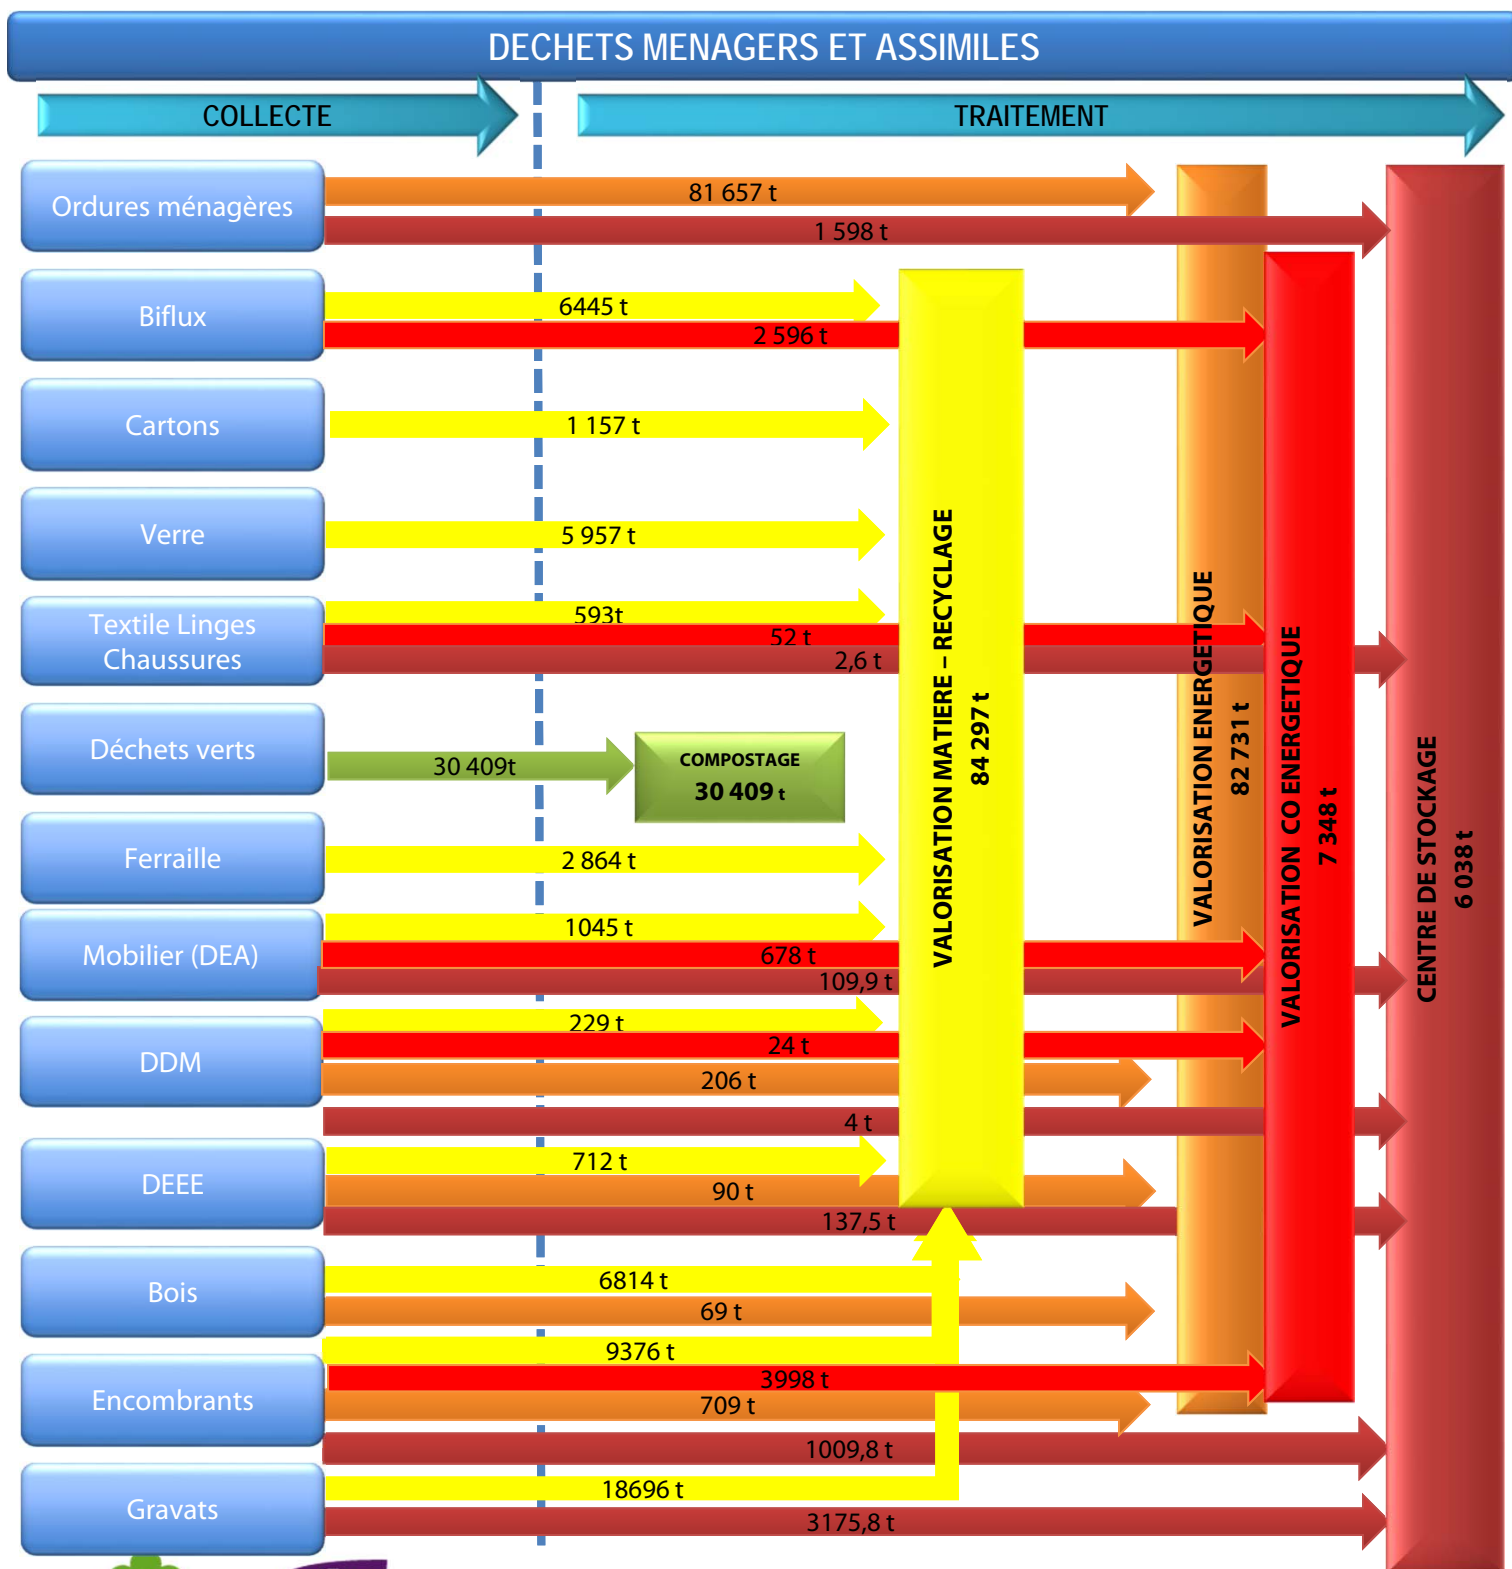 DECHETS MENAGERS ET ASSIMILES
COLLECTE
TRAITEMENT
Ordures ménagères
81 657 t
1 598 t
Biflux
6445 t
2 596 t
Cartons
1 157 t
Verre
5 957 t
Textile Linges
Chaussures
593t
52 t
2,6 t
Déchets verts
30 409t
COMPOSTAGE
30 409 t
Ferraille
2 864 t
Mobilier (DEA)
1045 t
678 t
109,9 t
DDM
229 t
24 t
206 t
4 t
DEEE
712 t
90 t
137,5 t
Bois
6814 t
69 t
Encombrants
9376 t
3998 t
709 t
1009,8 t
Gravats
18696 t
3175,8 t
VALORISATION MATIERE – RECYCLAGE
84 297 t
VALORISATION ENERGETIQUE
82 731 t
VALORISATION CO ENERGETIQUE
7 348 t
CENTRE DE STOCKAGE
6 038 t